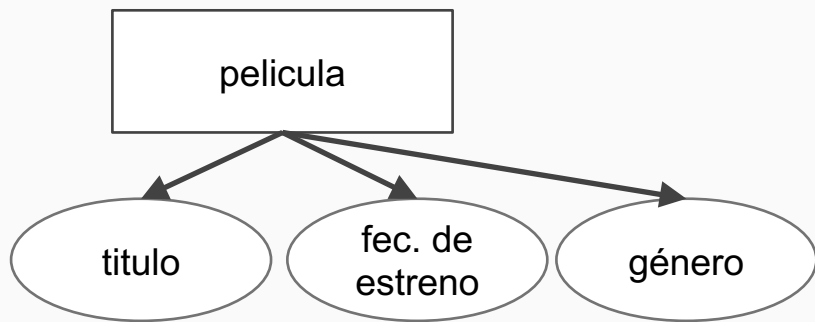 pelicula
titulo
fec. de
estreno
género